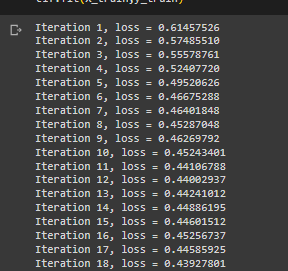 clf.fit(X_train,y_train)
Iteration 1, loss = 0.61457526
Iteration 2, loss = 0.57485510
Iteration 3, loss = 0.55578761
Iteration 4, loss = 0.52407720
Iteration 5, loss = 0.49520626
Iteration 6, loss = 0.46675288
Iteration 7, loss = 0.46401848
Iteration 8, loss = 0.45287048
Iteration 9, loss = 0.46269792
Iteration 10, loss = 0.45243401
Iteration 11, loss = 0.44106788
Iteration 12, loss = 0.44002937
Iteration 13, loss = 0.44241012
Iteration 14, loss = 0.44886195
Iteration 15, loss = 0.44601512
Iteration 16, loss = 0.45256737
Iteration 17, loss = 0.44585925
Iteration 18, loss = 0.43927801